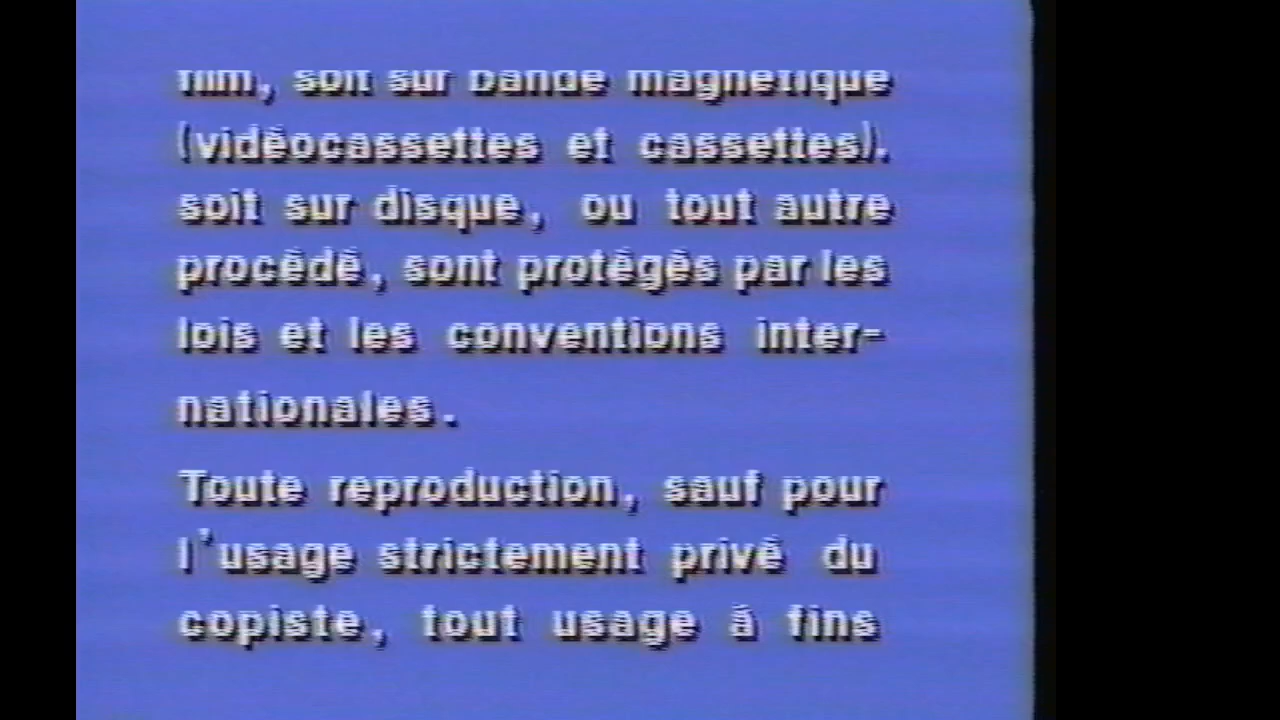 film, soit sur bande magnétique
(vidéocassettes et cassettes).
soit sur disque, ou tout autre
procédé, sont protégés par les
lois et les conventions inter-
nationales.
Toute reproduction, sauf pour
l'usage strictement privé du
copiste, tout usage à fins